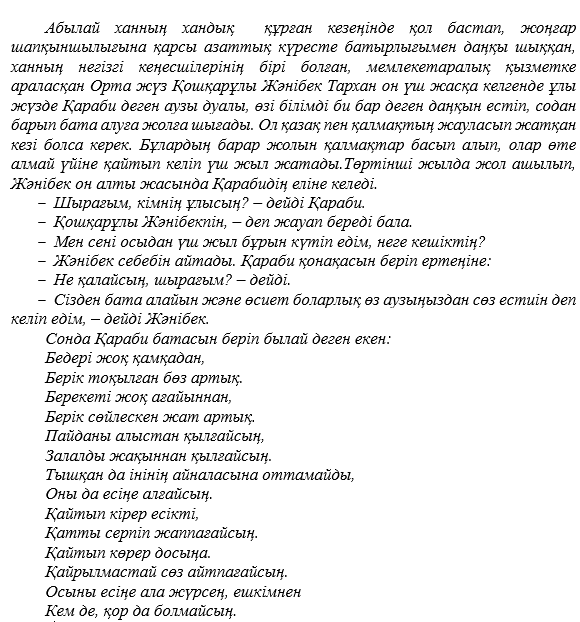 Абылай ханның хандық құрған кезеңінде қол бастап, жоңғар
шапқыншылығына қарсы азаттық күресте батырлығымен даңқы шыққан,
ханның негізгі кеңесшілерінің бірі болған, мемлекетаралық қызметке
араласқан Орта жүз Қошқарұлы Жәнібек Тархан он үш жасқа келгенде ұлы
жүзде Қараби деген аузы дуалы, өзі білімді би бар деген даңқын естіп, содан
барып бата алуға жолға шығады. Ол қазақ пен қалмақтың жауласып жатқан
кезі болса керек. Бұлардың барар жолын қалмақтар басып алып, олар өте
алмай үйіне қайтып келіп үш жыл жатады.Төртінші жылда жол ашылып,
Жәнібек он алты жасында Қарабидің еліне келеді.
– Шырағым, кімнің ұлысың? – дейді Қараби.
– Қошқарұлы Жәнібекпін, – деп жауап береді бала.
– Мен сені осыдан үш жыл бұрын күтіп едім, неге кешіктің?
– Жәнібек себебін айтады. Қараби қонақасын беріп ертеңіне:
– Не қалайсың, шырағым? – дейді.
– Сізден бата алайын және өсиет боларлық өз аузыңыздан сөз естиін деп
келіп едім, – дейді Жәнібек.
Сонда Қараби батасын беріп былай деген екен:
Бедері жоқ қамқадан,
Берік тоқылған бөз артық.
Берекеті жоқ ағайыннан,
Берік сөйлескен жат артық.
Пайданы алыстан қылғайсың,
Залалды жақыннан қылғайсың.
Тышқан да інінің айналасына оттамайды,
Оны да есіңе алғайсың.
Қайтып кірер есікті,
Қатты серпіп жаппағайсың.
Қайтып көрер досыңа.
Қайрылмастай сөз айтпағайсың.
Осыны есіңе ала жүрсең, ешкімнен
Кем де, қор да болмайсың.